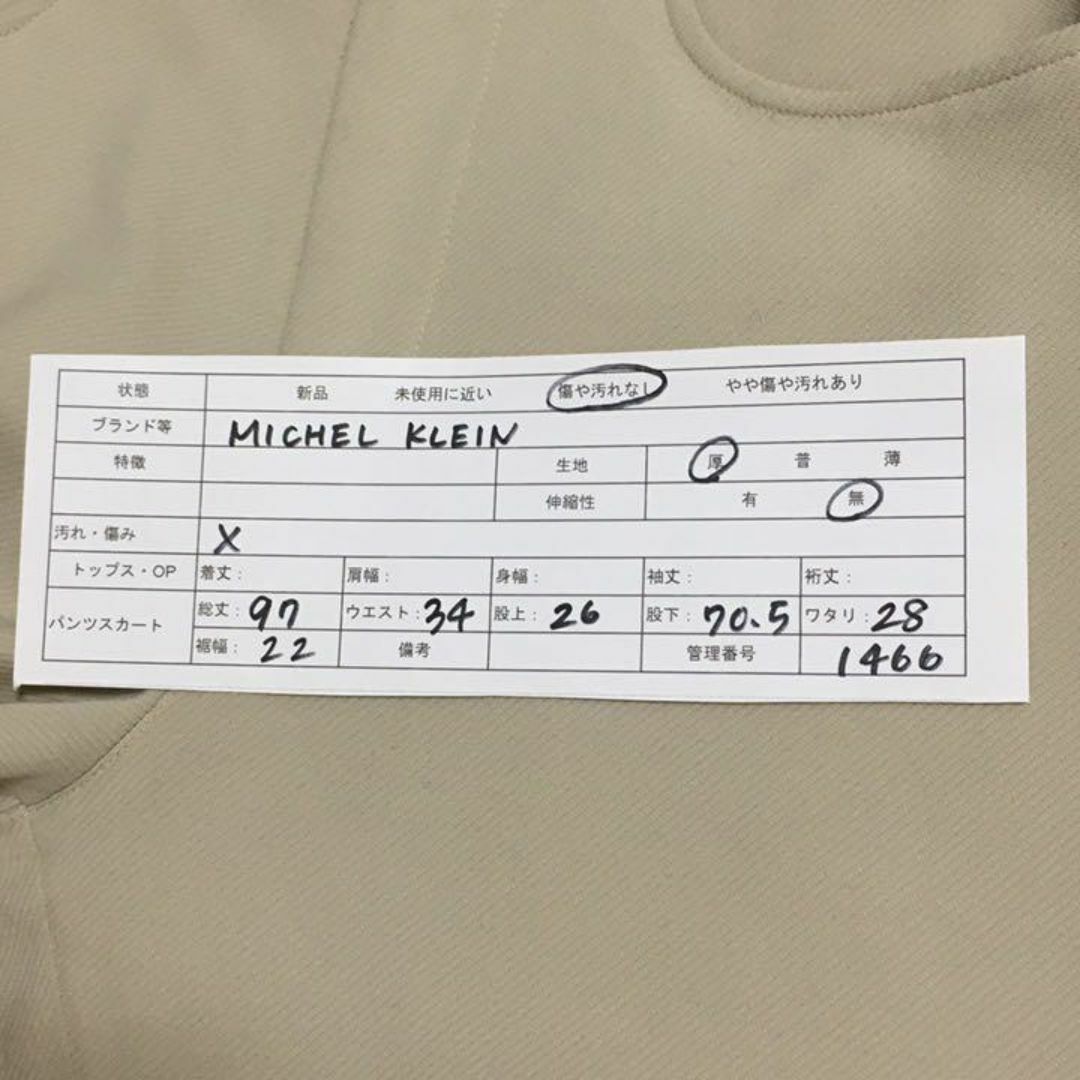 状態 新品 未使用に近い 傷や汚れなし やや傷や汚れあり
ブランド等 MICHEL KLEIN
特徴 生地 厚 普 薄
伸縮性 有 無
汚れ・傷み X
トップス・OP 着丈: 肩幅: 身幅: 袖丈: 裄丈:
パンツスカート 総丈: 97 ウエスト: 34 股上: 26 股下: 70.5 ワタリ: 28
裾幅: 22 備考 管理番号 1466